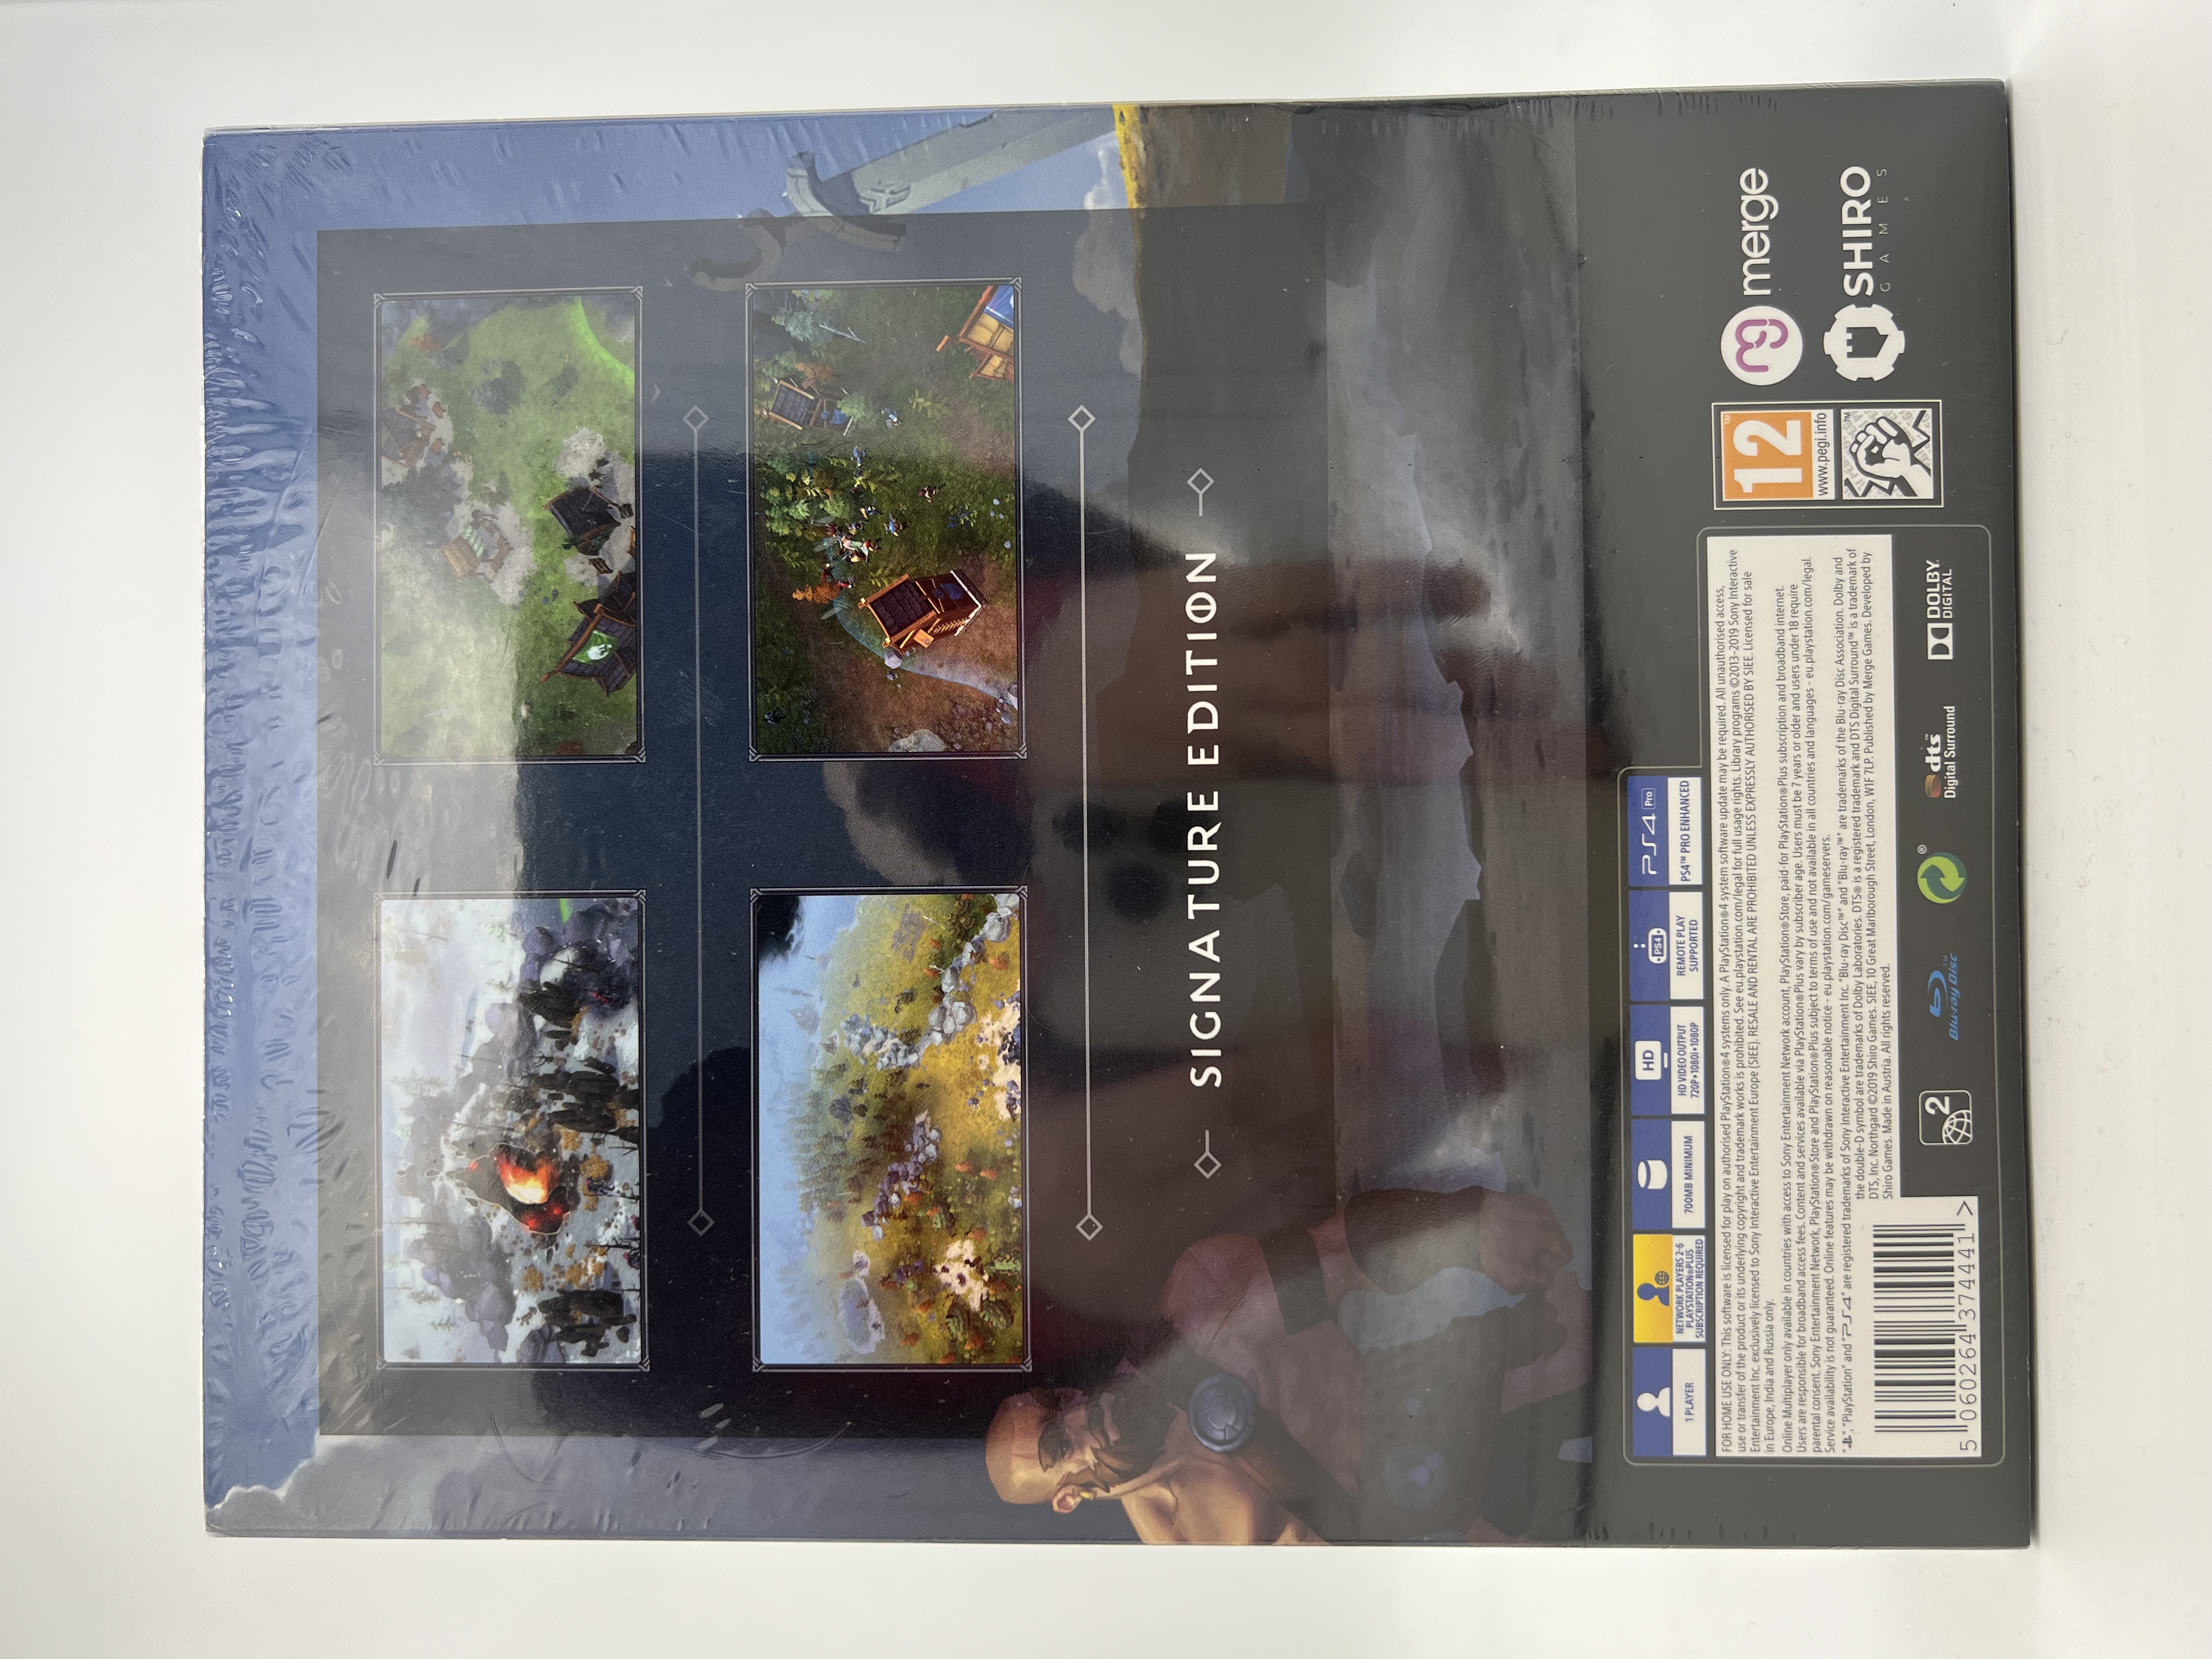 SIGNATURE EDITION
1 PLAYER
NETWORK PLAYERS 2-6
PLAYSTATION®PLUS
SUBSCRIPTION REQUIRED
700MB MINIMUM
HD
HD VIDEO OUTPUT
720P•1080i•1080P
PS4
REMOTE PLAY
SUPPORTED
PS4 Pro
PS4™ PRO ENHANCED
FOR HOME USE ONLY: This software is licensed for play on authorised PlayStation®4 systems only. A PlayStation®4 system software update may be required. All unauthorised access,
use or transfer of the product or its underlying copyright and trademark works is prohibited. See eu.playstation.com/legal for full usage rights. Library programs ©2013-2019 Sony Interactive
Entertainment Inc. exclusively licensed to Sony Interactive Entertainment Europe (SIEE). RESALE AND RENTAL ARE PROHIBITED UNLESS EXPRESSLY AUTHORISED BY SIEE. Licensed for sale
in Europe, India and Russia only.
Online Multiplayer only available in countries with access to Sony Entertainment Network account, PlayStation®Store, paid-for PlayStation®Plus subscription and broadband internet.
Users are responsible for broadband access fees. Content and services available via PlayStation®Plus vary by subscriber age. Users must be 7 years or older and users under 18 require
parental consent. Sony Entertainment Network, PlayStation®Store and PlayStation®Plus subject to terms of use and not available in all countries and languages - eu.playstation.com/legal.
Service availability is not guaranteed. Online features may be withdrawn on reasonable notice - eu.playstation.com/gameservers.
"", "PlayStation" and "PS4" are registered trademarks of Sony Interactive Entertainment Inc. "Blu-ray Disc™" and "Blu-ray™" are trademarks of the Blu-ray Disc Association. Dolby and
the double-D symbol are trademarks of Dolby Laboratories. DTS® is a registered trademark and DTS Digital Surround™ is a trademark of
DTS, Inc. Northgard ©2019 Shiro Games. SIEE, 10 Great Marlborough Street, London, W1F 7LP. Published by Merge Games. Developed by
Shiro Games. Made in Austria. All rights reserved.
5 060264 374441 >
2
Blu-ray Disc™
®
dts™
Digital Surround
DOLBY
DIGITAL
12™
www.pegi.info
merge
SHIRO
GAMES